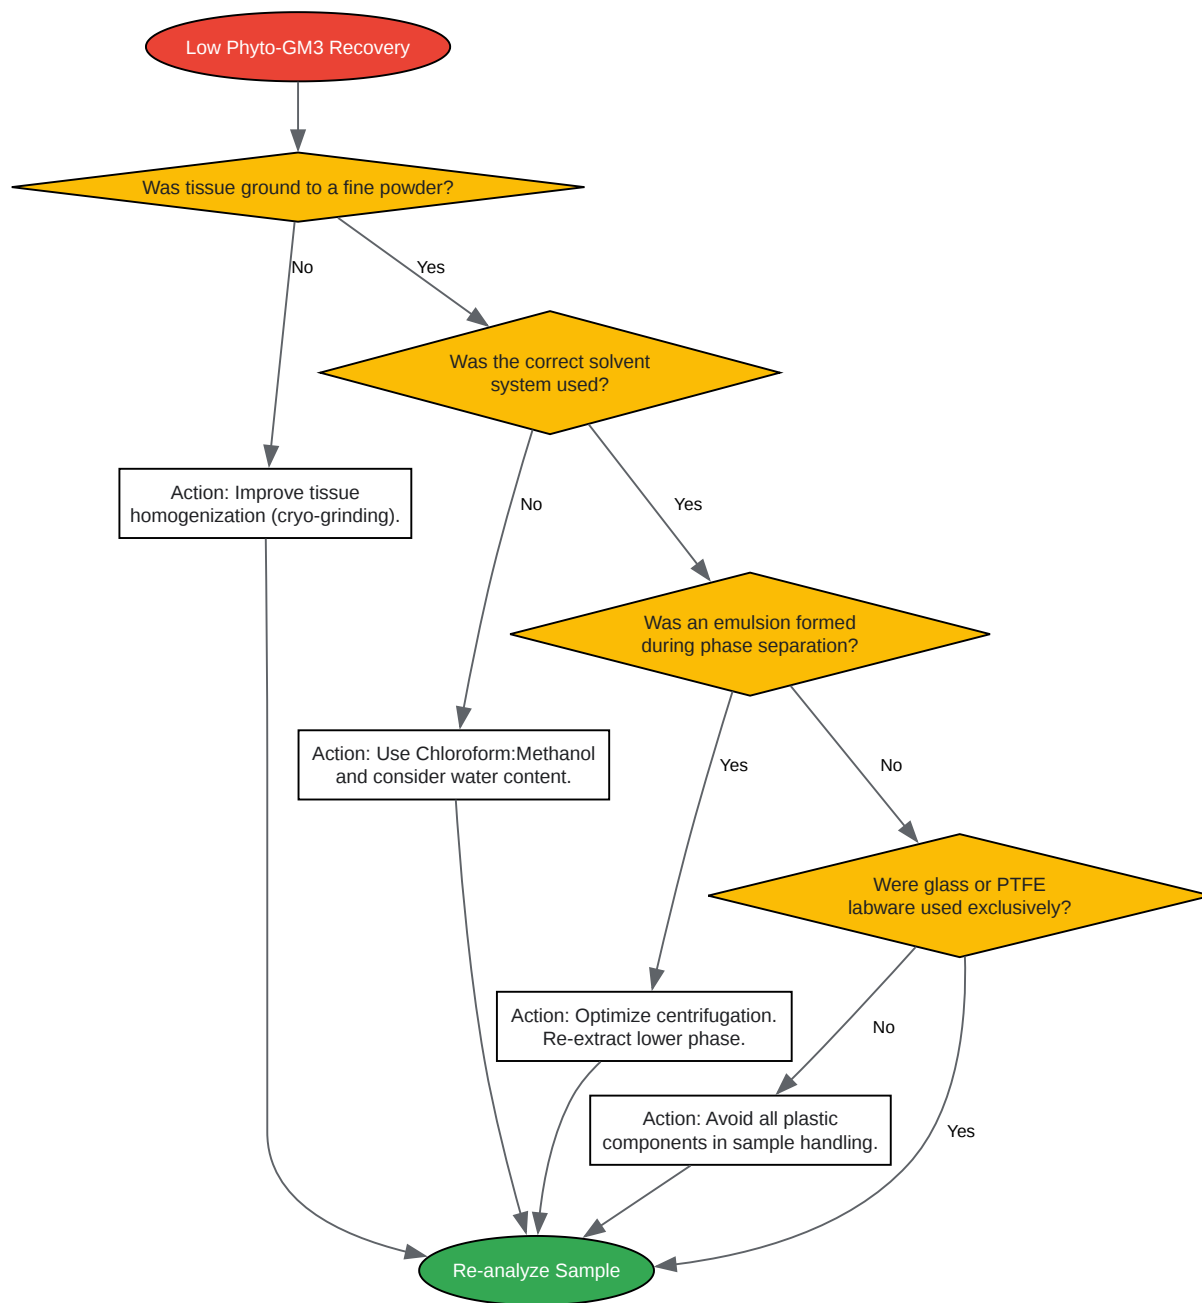 Low Phyto-GM3 Recovery
Was tissue ground to a fine powder?
No
Yes
Was the correct solvent
system used?
Action: Improve tissue
homogenization (cryo-grinding).
No
Yes
Was an emulsion formed
during phase separation?
Action: Use Chloroform:Methanol
and consider water content.
Yes
No
Were glass or PTFE
labware used exclusively?
Action: Optimize centrifugation.
Re-extract lower phase.
No
Action: Avoid all plastic
components in sample handling.
Yes
Re-analyze Sample